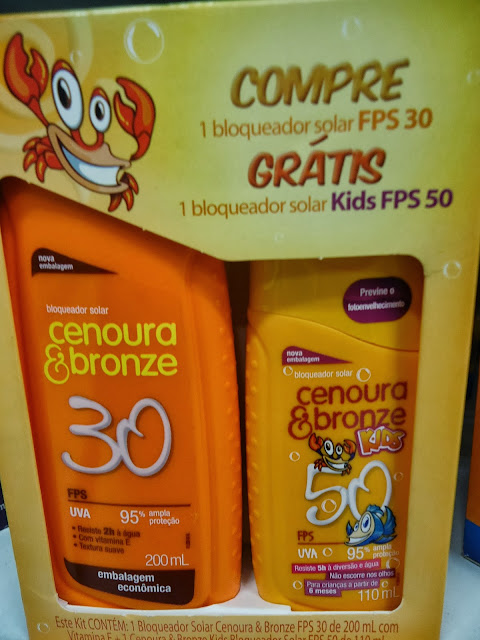 COMPRE
1 bloqueador solar FPS 30
GRÁTIS
1 bloqueador solar Kids FPS 50
nova
embalagem
bloqueador solar
cenoura
&bronze
30
FPS
UVA 95% ampla
proteção
• Resiste 2h à água
• Com vitamina E
• Textura suave
200 mL
embalagem
econômica
Previne o
fotoenvelhecimento
nova
embalagem
bloqueador solar
cenoura
&bronze
KIDS
50
FPS
UVA 95% ampla
proteção
Resiste 5h à diversão e água
Não escorre nos olhos
Para crianças a partir de
6 meses
110 mL
Este Kit CONTÉM: 1 Bloqueador Solar Cenoura & Bronze FPS 30 de 200 mL com
Vitamina E + 1 Cenoura & Bronze Kids Bloqueador Solar FPS 50 de 110 mL